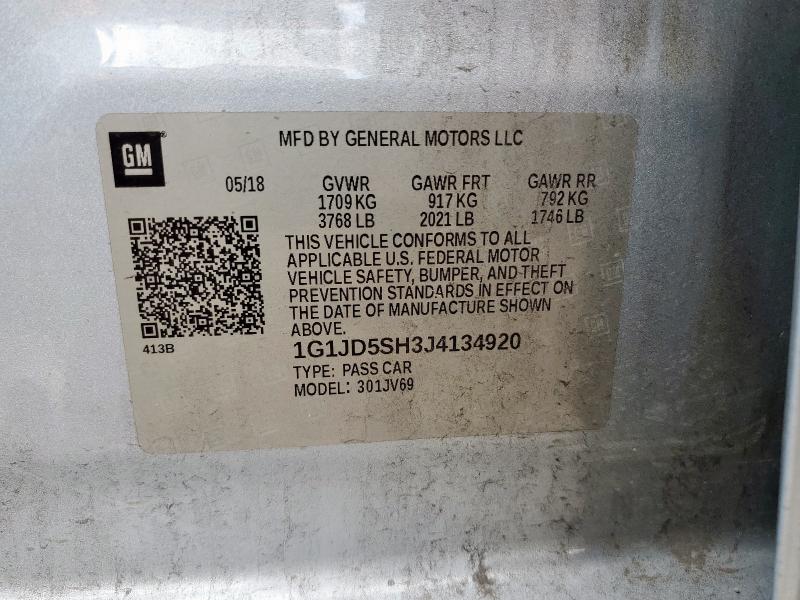 GM
MFD BY GENERAL MOTORS LLC
05/18 GVWR GAWR FRT GAWR RR
1709 KG 917 KG 792 KG
3768 LB 2021 LB 1746 LB
THIS VEHICLE CONFORMS TO ALL
APPLICABLE U.S. FEDERAL MOTOR
VEHICLE SAFETY, BUMPER, AND THEFT
PREVENTION STANDARDS IN EFFECT ON
THE DATE OF MANUFACTURE SHOWN
ABOVE.
413B
1G1JD5SH3J4134920
TYPE: PASS CAR
MODEL: 301JV69